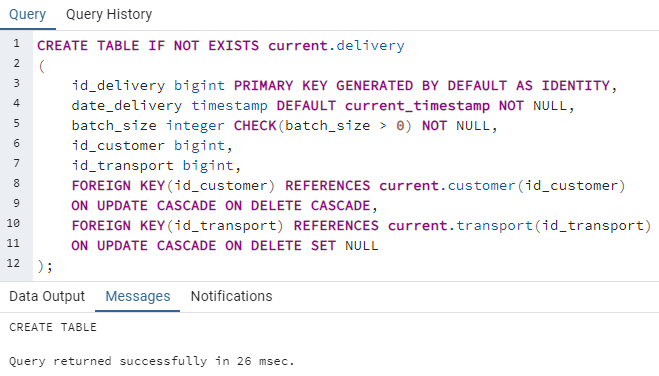 Query Query History
1 CREATE TABLE IF NOT EXISTS current.delivery
2 (
3 id_delivery bigint PRIMARY KEY GENERATED BY DEFAULT AS IDENTITY,
4 date_delivery timestamp DEFAULT current_timestamp NOT NULL,
5 batch_size integer CHECK(batch_size > 0) NOT NULL,
6 id_customer bigint,
7 id_transport bigint,
8 FOREIGN KEY(id_customer) REFERENCES current.customer(id_customer)
9 ON UPDATE CASCADE ON DELETE CASCADE,
10 FOREIGN KEY(id_transport) REFERENCES current.transport(id_transport)
11 ON UPDATE CASCADE ON DELETE SET NULL
12 );
Data Output Messages Notifications
CREATE TABLE
Query returned successfully in 26 msec.